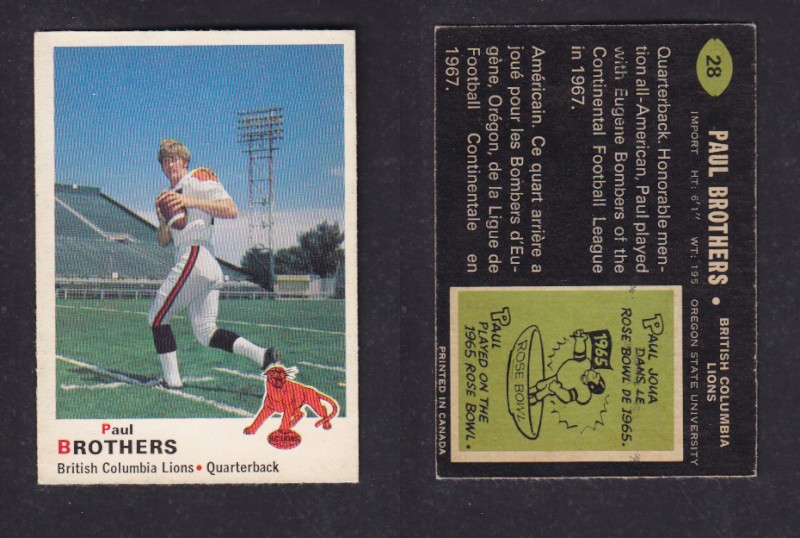 Paul
BROTHERS
British Columbia Lions • Quarterback
B.C. LIONS
28
PAUL BROTHERS • BRITISH COLUMBIA
LIONS
IMPORT HT: 6'1" WT: 195 OREGON STATE UNIVERSITY
Quarterback. Honorable men-
tion all-American, Paul played
with Eugene Bombers of the
Continental Football League
in 1967.
Américain. Ce quart arrière a
joué pour les Bombers d'Eu-
gène, Orégon, de la Ligue de
Football Continentale en
1967.
PAUL JOUA
DANS LE
ROSE BOWL DE 1965.
1965
ROSE BOWL
PAUL
PLAYED ON THE
1965 ROSE BOWL.
PRINTED IN CANADA